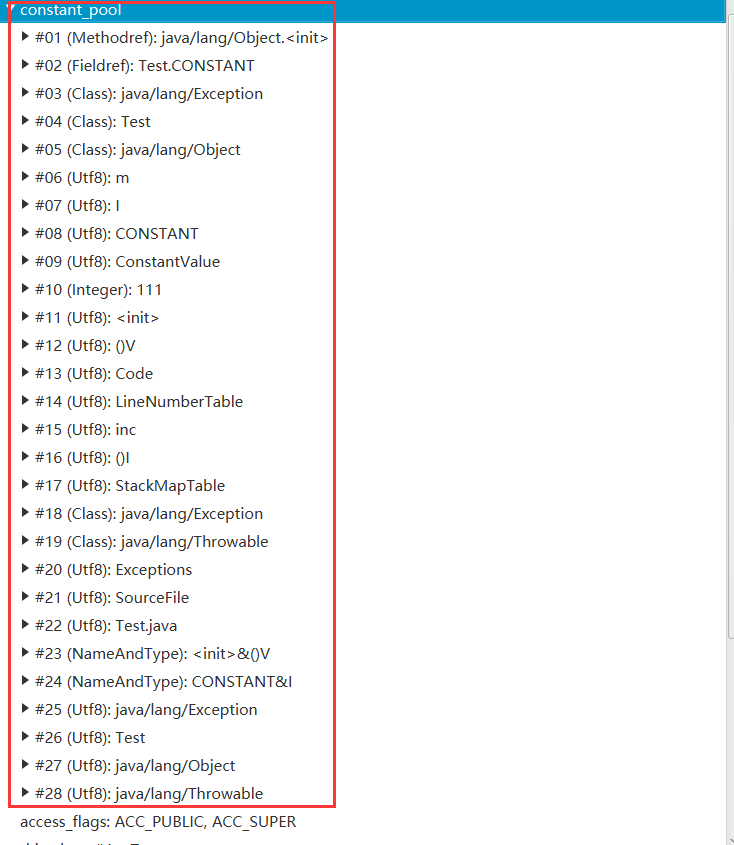 constant_pool
#01 (Methodref): java/lang/Object.<init>
#02 (Fieldref): Test.CONSTANT
#03 (Class): java/lang/Exception
#04 (Class): Test
#05 (Class): java/lang/Object
#06 (Utf8): m
#07 (Utf8): I
#08 (Utf8): CONSTANT
#09 (Utf8): ConstantValue
#10 (Integer): 111
#11 (Utf8): <init>
#12 (Utf8): ()V
#13 (Utf8): Code
#14 (Utf8): LineNumberTable
#15 (Utf8): inc
#16 (Utf8): ()I
#17 (Utf8): StackMapTable
#18 (Class): java/lang/Exception
#19 (Class): java/lang/Throwable
#20 (Utf8): Exceptions
#21 (Utf8): SourceFile
#22 (Utf8): Test.java
#23 (NameAndType): <init>&()V
#24 (NameAndType): CONSTANT&I
#25 (Utf8): java/lang/Exception
#26 (Utf8): Test
#27 (Utf8): java/lang/Object
#28 (Utf8): java/lang/Throwable
access_flags: ACC_PUBLIC, ACC_SUPER